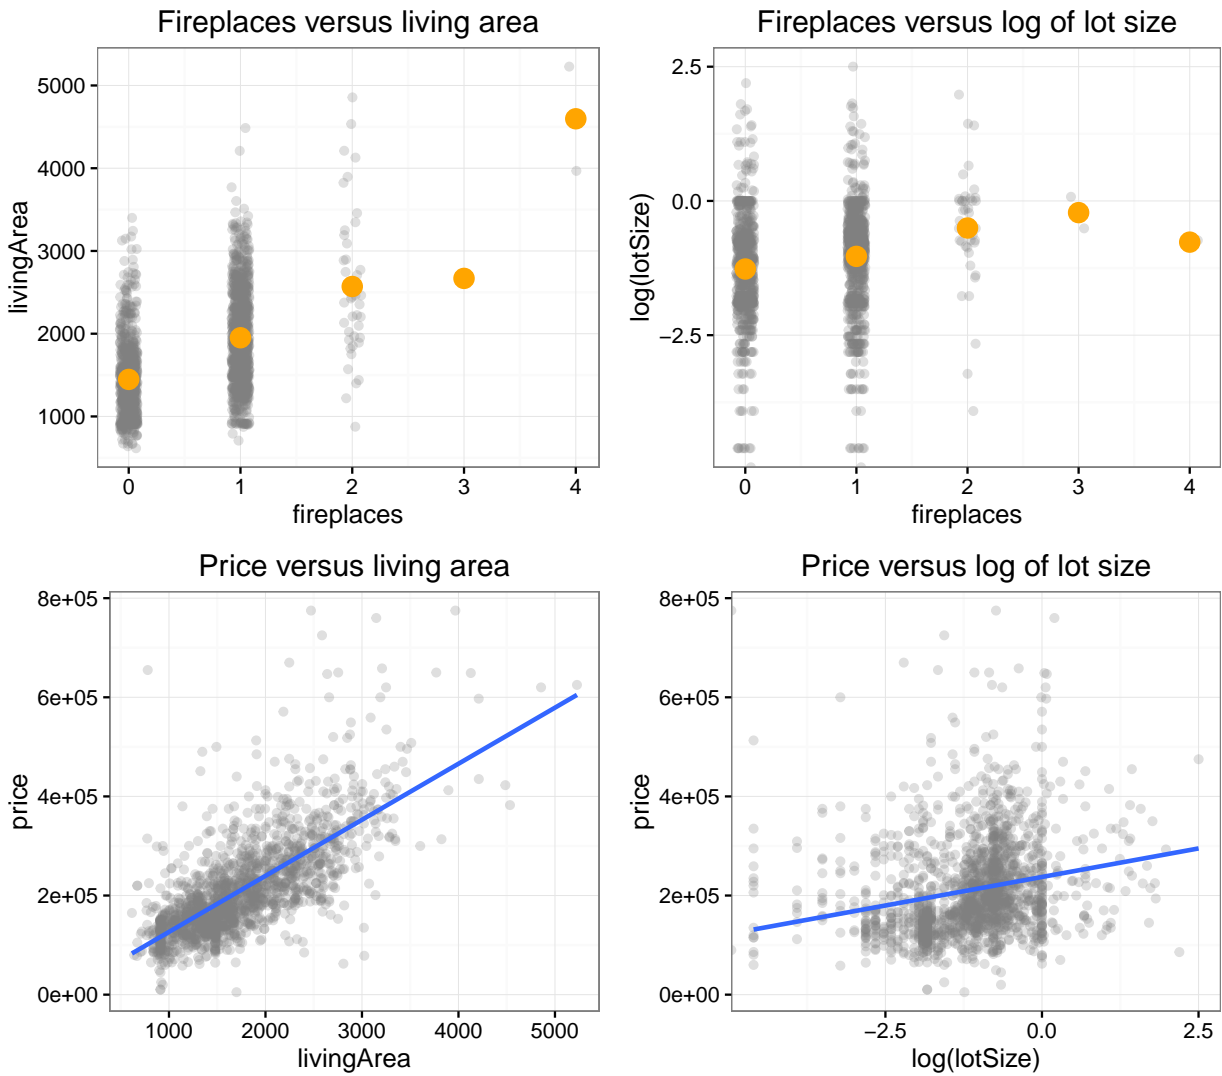 Fireplaces versus living area
5000
4000
3000
2000
1000
livingArea
0 1 2 3 4
fireplaces
Fireplaces versus log of lot size
2.5
0.0
−2.5
log(lotSize)
0 1 2 3 4
fireplaces
Price versus living area
8e+05
6e+05
4e+05
2e+05
0e+00
price
1000 2000 3000 4000 5000
livingArea
Price versus log of lot size
8e+05
6e+05
4e+05
2e+05
0e+00
price
−2.5 0.0 2.5
log(lotSize)